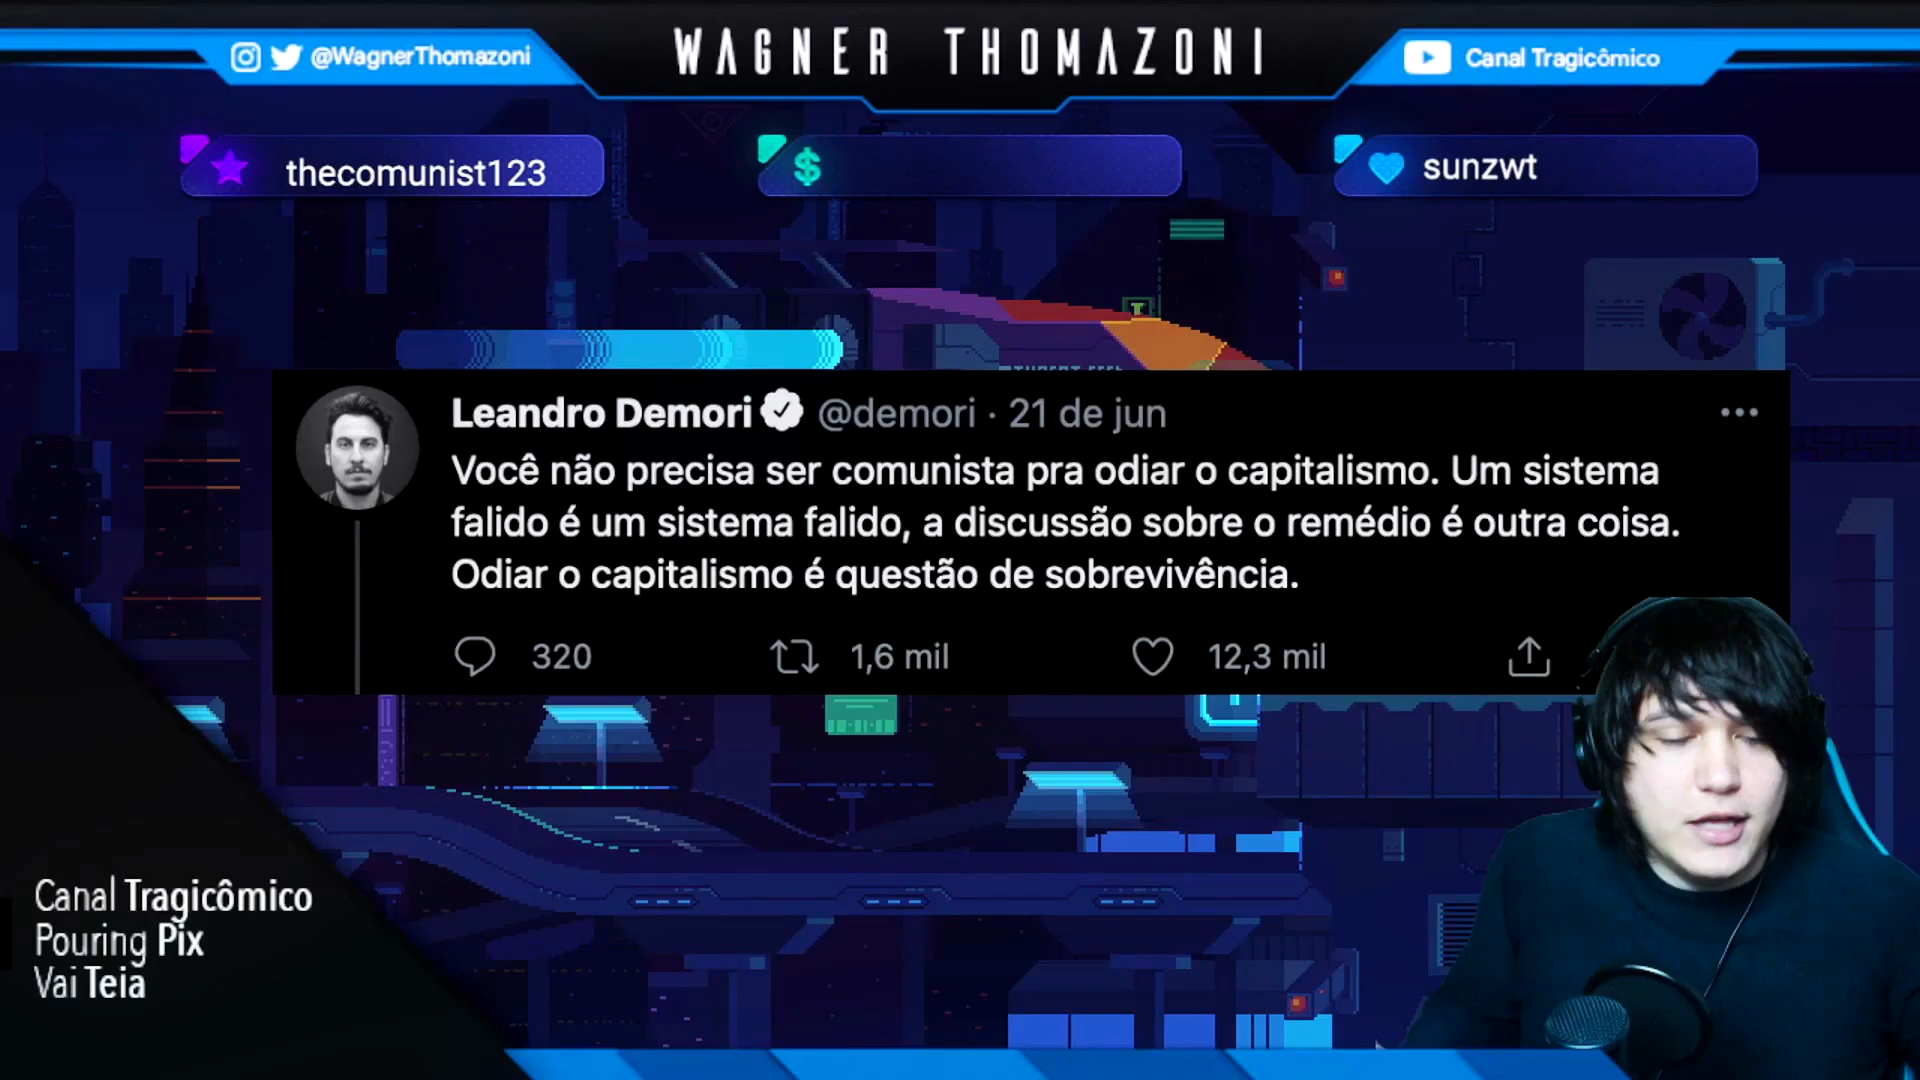 @WagnerThomazoni
WAGNER THOMAZONI
Canal Tragicômico
thecomunist123
$
sunzwt
Leandro Demori @demori · 21 de jun
Você não precisa ser comunista pra odiar o capitalismo. Um sistema
falido é um sistema falido, a discussão sobre o remédio é outra coisa.
Odiar o capitalismo é questão de sobrevivência.
320 1,6 mil 12,3 mil
Canal Tragicômico
Pouring Pix
Vai Teia